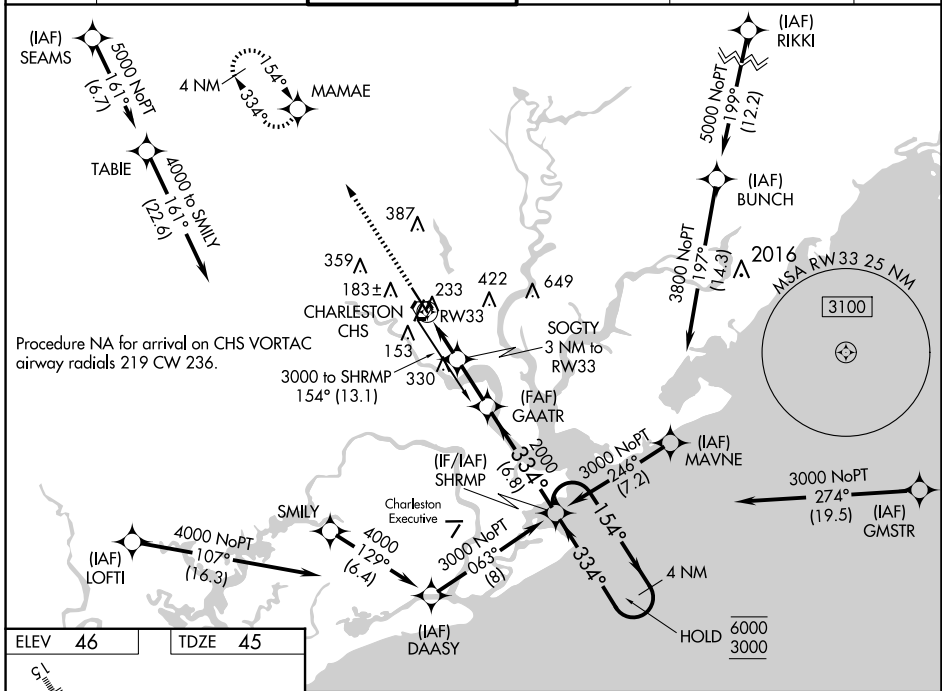 (IAF)
SEAMS
5000 NoPT
161°
(6.7)
4 NM
154°
334°
MAMAE
(IAF)
RIKKI
5000 NoPT
199°
(12.2)
TABIE
4000 to SMILY
161°
(22.6)
(IAF)
BUNCH
3800 NoPT
197°
(14.3)
2016
MSA RW33 25 NM
3100
387
359
183±
233
422
649
CHARLESTON
CHS
RW33
153
330
Procedure NA for arrival on CHS VORTAC
airway radials 219 CW 236.
3000 to SHRMP
154° (13.1)
SOGTY
3 NM to
RW33
(FAF)
GAATR
2000
334°
(6.8)
(IF/IAF)
SHRMP
3000 NoPT
246°
(7.2)
(IAF)
MAVNE
3000 NoPT
274°
(19.5)
(IAF)
GMSTR
SMILY
Charleston
Executive
4000 NoPT
107°
(16.3)
(IAF)
LOFTI
4000
129°
(6.4)
3000 NoPT
063°
(8)
(IAF)
DAASY
154°
334°
4 NM
HOLD
6000
3000
ELEV 46
TDZE 45
15